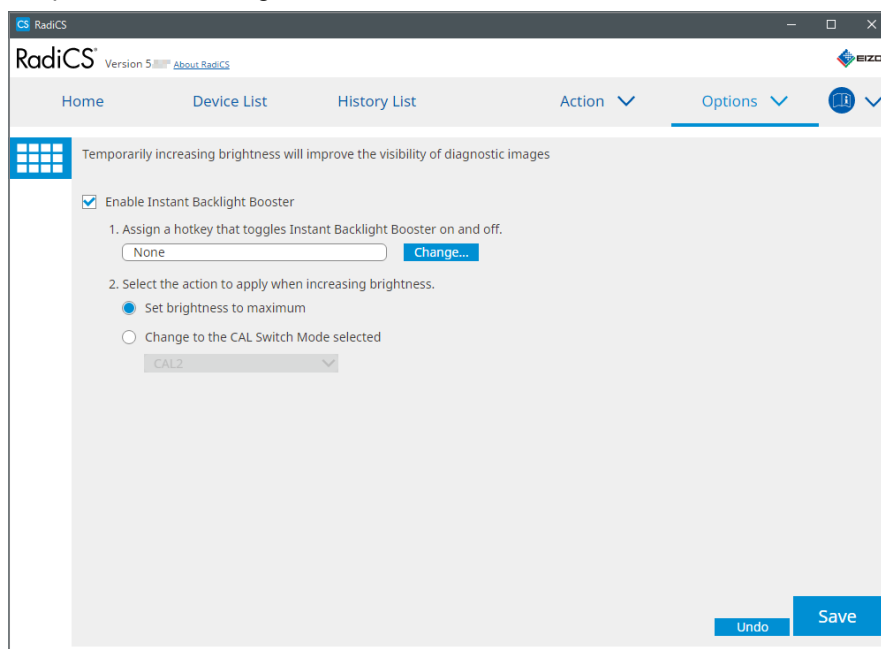 CS RadiCS
RadiCS® Version 5. About RadiCS
EIZO
Home Device List History List Action Options
Temporarily increasing brightness will improve the visibility of diagnostic images
Enable Instant Backlight Booster
1. Assign a hotkey that toggles Instant Backlight Booster on and off.
None Change...
2. Select the action to apply when increasing brightness.
Set brightness to maximum
Change to the CAL Switch Mode selected
CAL2
Undo Save